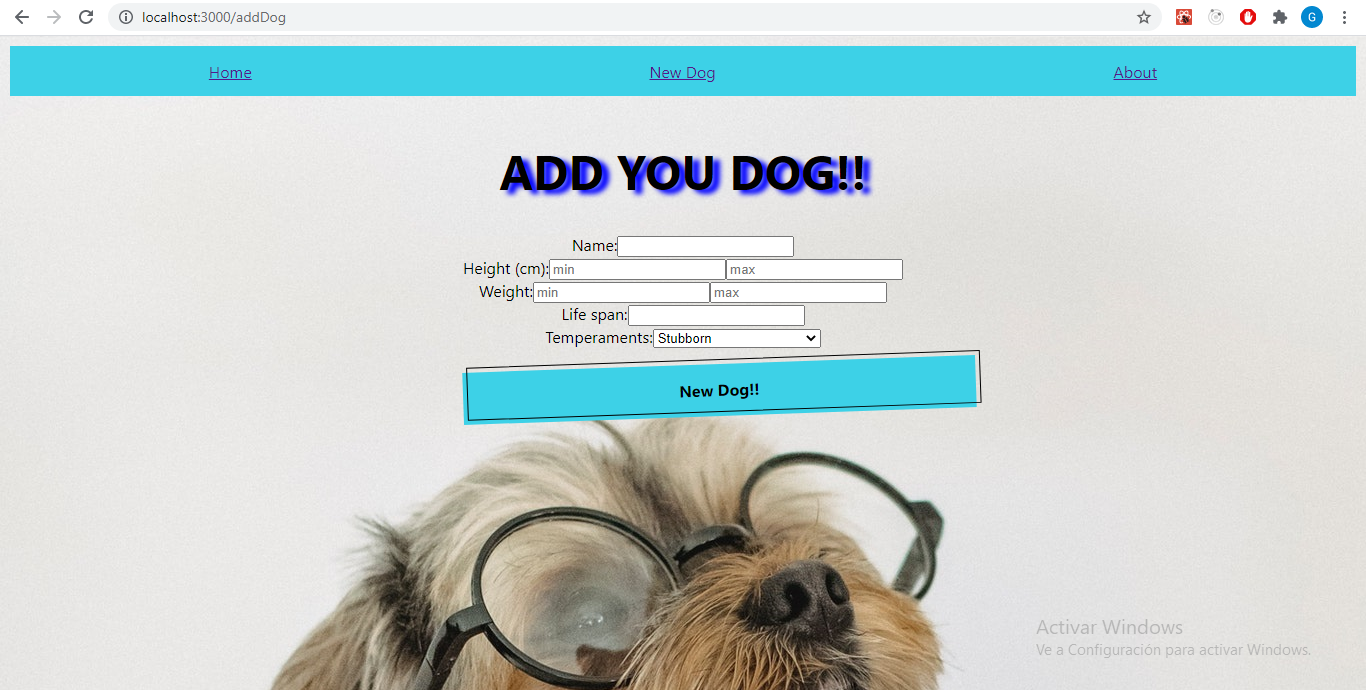 localhost:3000/addDog
G
Home New Dog About
ADD YOU DOG!!
Name:
Height (cm): min max
Weight: min max
Life span:
Temperaments: Stubborn
New Dog!!
Activar Windows
Ve a Configuración para activar Windows.